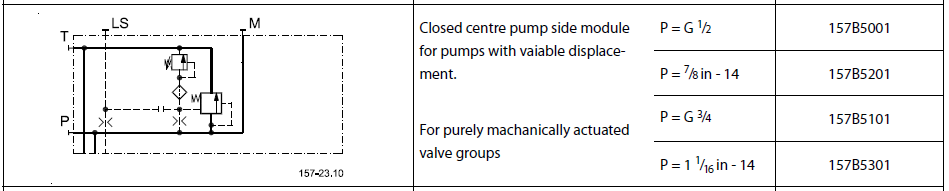 LS
M
T
P
157-23.10
Closed centre pump side module
for pumps with vaiable displace-
ment.
For purely machanically actuated
valve groups
P = G 1/2
157B5001
P = 7/8 in - 14
157B5201
P = G 3/4
157B5101
P = 1 1/16 in - 14
157B5301